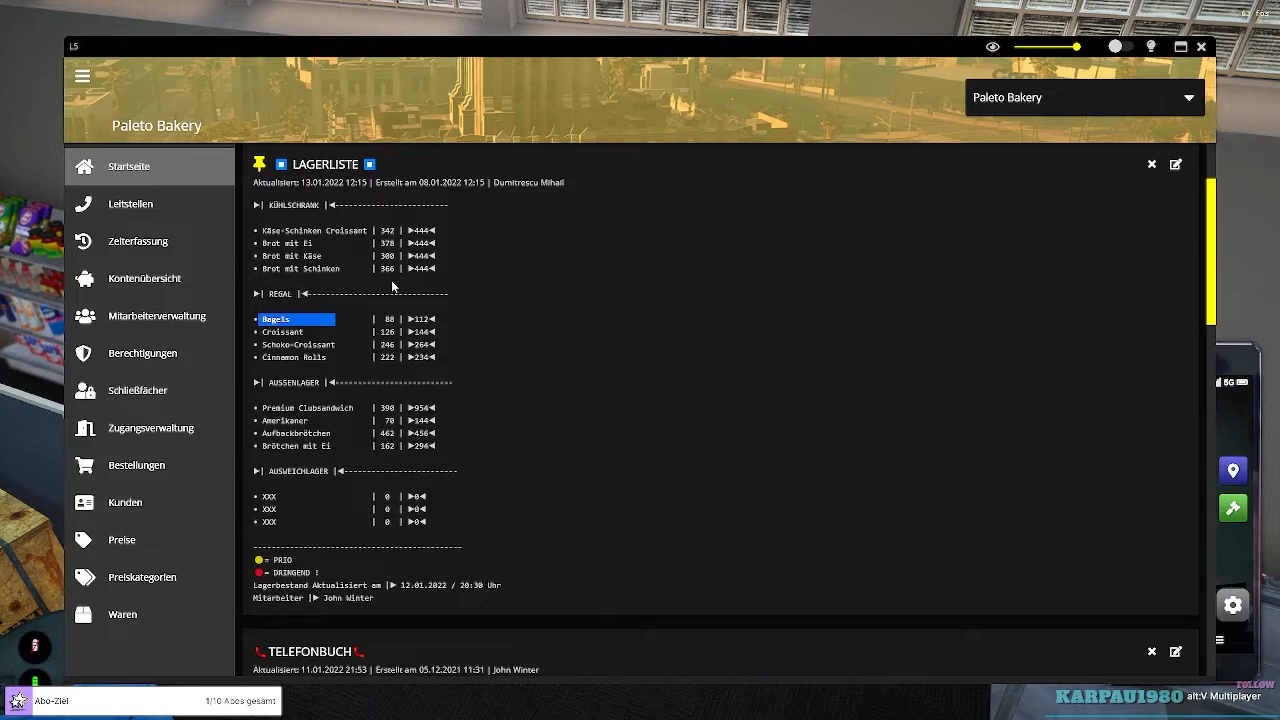 L5
Paleto Bakery
Paleto Bakery
Startseite
Leitstellen
Zeiterfassung
Kontenübersicht
Mitarbeiterverwaltung
Berechtigungen
Schließfächer
Zugangsverwaltung
Bestellungen
Kunden
Preise
Preiskategorien
Waren
LAGERLISTE
Aktualisiert: 13.01.2022 12:15 | Erstellt am 08.01.2022 12:15 | Dumitrescu Mihail
▶| KÜHLSCHRANK |◀--------------------
• Käse-Schinken Croissant | 342 | ▶444◀
• Brot mit Ei | 378 | ▶444◀
• Brot mit Käse | 300 | ▶444◀
• Brot mit Schinken | 366 | ▶444◀
▶| REGAL |◀-------------------------
• Bagels | 88 | ▶112◀
• Croissant | 126 | ▶144◀
• Schoko-Croissant | 246 | ▶264◀
• Cinnamon Rolls | 222 | ▶234◀
▶| AUSSENLAGER |◀---------------------
• Premium Clubsandwich | 390 | ▶954◀
• Amerikaner | 70 | ▶144◀
• Aufbackbrötchen | 462 | ▶456◀
• Brötchen mit Ei | 162 | ▶294◀
▶| AUSWEICHLAGER |◀--------------------
• XXX | 0 | ▶0◀
• XXX | 0 | ▶0◀
• XXX | 0 | ▶0◀
-----------------------------------
= PRIO
= DRINGEND !
Lagerbestand Aktualisiert am |▶ 12.01.2022 / 20:30 Uhr
Mitarbeiter |▶ John Winter
TELEFONBUCH
Aktualisiert: 11.01.2022 21:53 | Erstellt am 05.12.2021 11:31 | John Winter
5G
Abo-Ziel 1/10 Abos gesamt
FOLLOW
KARPAU1980 alt:V Multiplayer